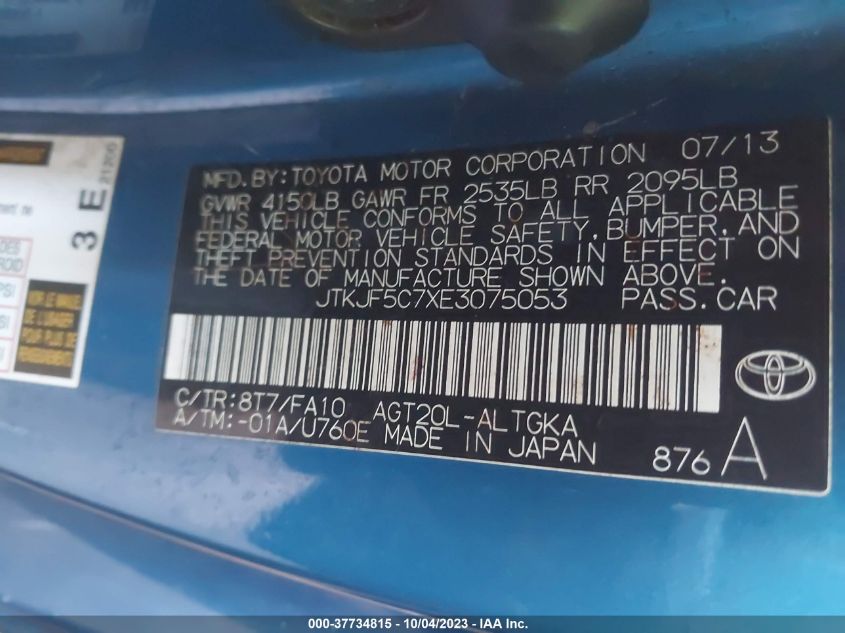 MFD. BY: TOYOTA MOTOR CORPORATION 07/13
GVWR 4150LB GAWR FR 2535LB RR 2095LB
THIS VEHICLE CONFORMS TO ALL APPLICABLE
FEDERAL MOTOR VEHICLE SAFETY, BUMPER, AND
THEFT PREVENTION STANDARDS IN EFFECT ON
THE DATE OF MANUFACTURE SHOWN ABOVE.
JTKJF5C7XE3075053 PASS.CAR
C/TR:8T7/FA10 AGT20L-ALTGKA
A/TM:-01A/U760E MADE IN JAPAN
876 A
3 E
21206
PSI
000-37734815 - 10/04/2023 - IAA, Inc.